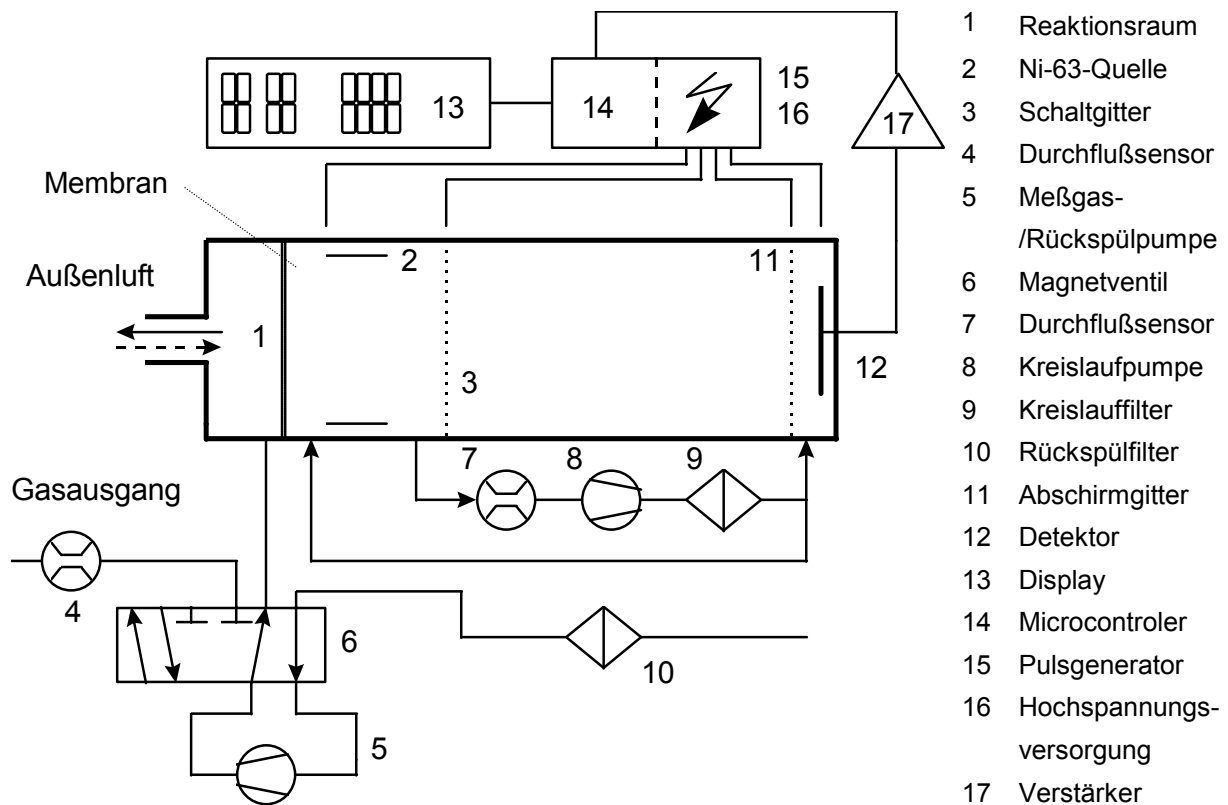 15
16
13
14
17
Membran
2
11
Außenluft
1
3
12
7
8
9
Gasausgang
4
6
10
5
1 Reaktionsraum
2 Ni-63-Quelle
3 Schaltgitter
4 Durchflußsensor
5 Meßgas-
/Rückspülpumpe
6 Magnetventil
7 Durchflußsensor
8 Kreislaufpumpe
9 Kreislauffilter
10 Rückspülfilter
11 Abschirmgitter
12 Detektor
13 Display
14 Microcontroler
15 Pulsgenerator
16 Hochspannungs-
versorgung
17 Verstärker